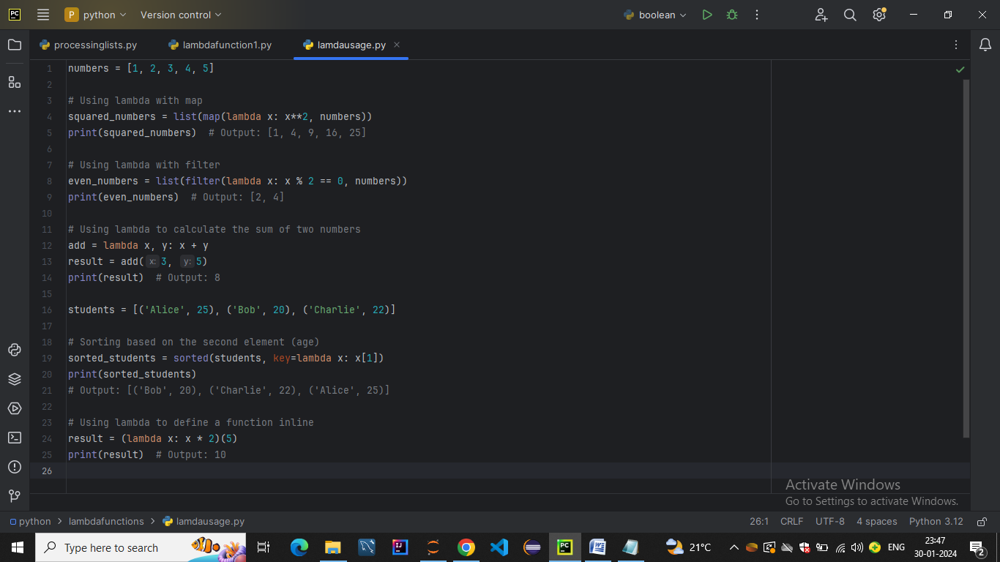 PC
P python Version control boolean
processinglists.py lambdafunction1.py lamdausage.py
1 numbers = [1, 2, 3, 4, 5]
2
3 # Using lambda with map
4 squared_numbers = list(map(lambda x: x**2, numbers))
5 print(squared_numbers)  # Output: [1, 4, 9, 16, 25]
6
7 # Using lambda with filter
8 even_numbers = list(filter(lambda x: x % 2 == 0, numbers))
9 print(even_numbers)  # Output: [2, 4]
10
11 # Using lambda to calculate the sum of two numbers
12 add = lambda x, y: x + y
13 result = add( x: 3, y: 5)
14 print(result)  # Output: 8
15
16 students = [('Alice', 25), ('Bob', 20), ('Charlie', 22)]
17
18 # Sorting based on the second element (age)
19 sorted_students = sorted(students, key=lambda x: x[1])
20 print(sorted_students)
21 # Output: [('Bob', 20), ('Charlie', 22), ('Alice', 25)]
22
23 # Using lambda to define a function inline
24 result = (lambda x: x * 2)(5)
25 print(result)  # Output: 10
26
Activate Windows
Go to Settings to activate Windows.
python > lambdafunctions > lamdausage.py 26:1 CRLF UTF-8 4 spaces Python 3.12
Type here to search IJ PC W 21°C ENG 23:47
30-01-2024 2